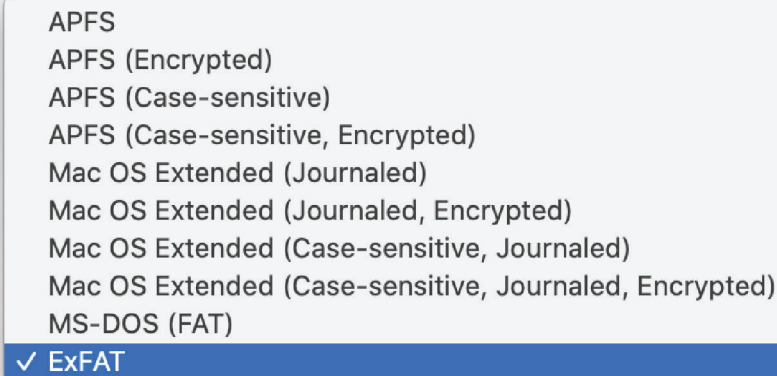 APFS
APFS (Encrypted)
APFS (Case-sensitive)
APFS (Case-sensitive, Encrypted)
Mac OS Extended (Journaled)
Mac OS Extended (Journaled, Encrypted)
Mac OS Extended (Case-sensitive, Journaled)
Mac OS Extended (Case-sensitive, Journaled, Encrypted)
MS-DOS (FAT)
✓ ExFAT